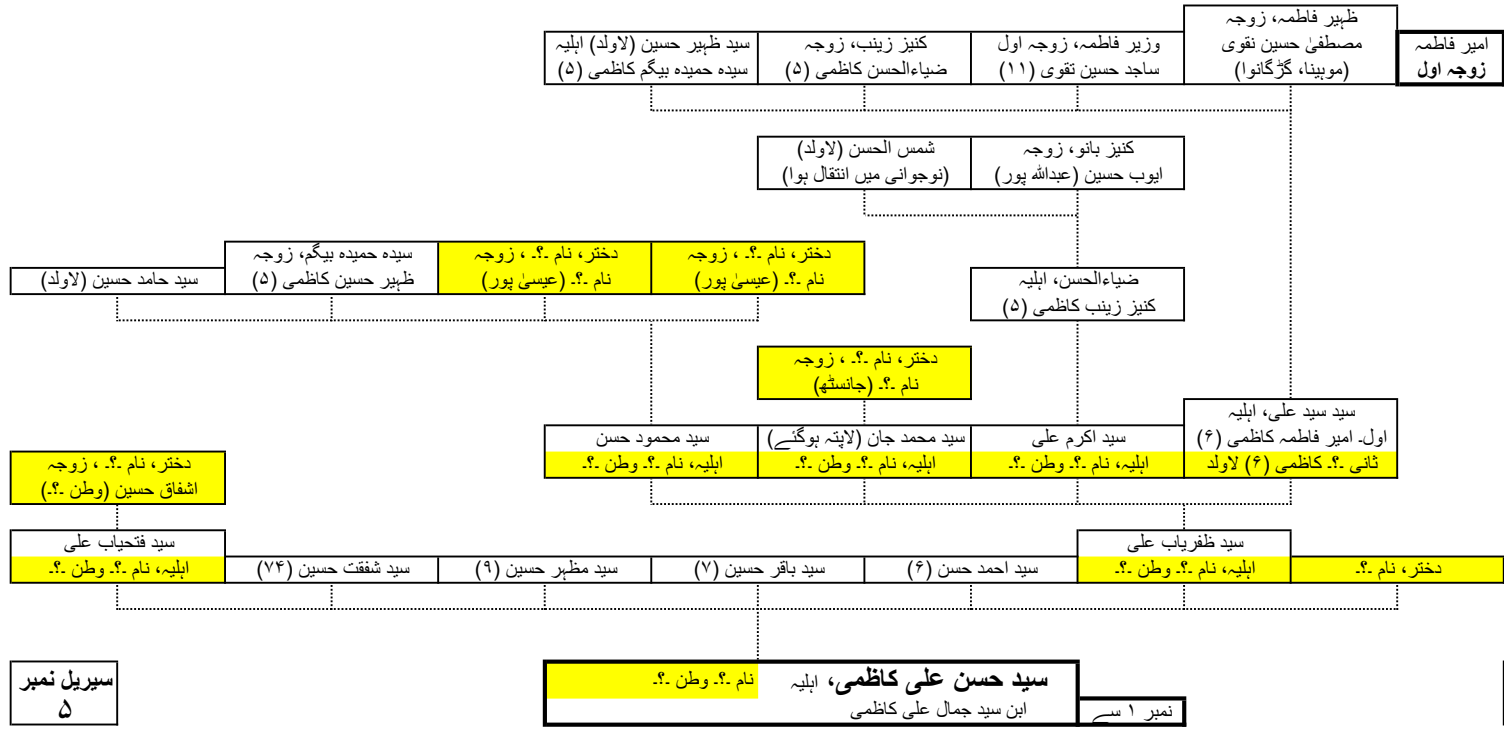 امیر فاطمہ
زوجہ اول
ظہیر فاطمہ، زوجہ
مصطفیٰ حسین نقوی
(موہینا، گڑگانوا)
وزیر فاطمہ، زوجہ اول
ساجد حسین تقوی (۱۱)
کنیز زینب، زوجہ
ضیاءالحسن کاظمی (۵)
سید ظہیر حسین (لاولد) اہلیہ
سیدہ حمیدہ بیگم کاظمی (۵)
کنیز بانو، زوجہ
ایوب حسین (عبداللہ پور)
شمس الحسن (لاولد)
(نوجوانی میں انتقال ہوا)
ضیاءالحسن، اہلیہ
کنیز زینب کاظمی (۵)
دختر، نام ۔؟۔ ، زوجہ
نام ۔؟۔ (عیسیٰ پور)
دختر، نام ۔؟۔ ، زوجہ
نام ۔؟۔ (عیسیٰ پور)
سیدہ حمیدہ بیگم، زوجہ
ظہیر حسین کاظمی (۵)
سید حامد حسین (لاولد)
دختر، نام ۔؟۔ ، زوجہ
نام ۔؟۔ (جانسٹھ)
سید سید علی، اہلیہ
اول۔ امیر فاطمہ کاظمی (۶)
ثانی ۔؟۔ کاظمی (۶) لاولد
سید اکرم علی
اہلیہ، نام ۔؟۔ وطن ۔؟۔
سید محمد جان (لاپتہ ہوگئے)
اہلیہ، نام ۔؟۔ وطن ۔؟۔
سید محمود حسن
اہلیہ، نام ۔؟۔ وطن ۔؟۔
دختر، نام ۔؟۔ ، زوجہ
اشفاق حسین (وطن ۔؟۔)
دختر، نام ۔؟۔
سید ظفریاب علی
اہلیہ، نام ۔؟۔ وطن ۔؟۔
سید احمد حسن (۶)
سید باقر حسین (۷)
سید مظہر حسین (۹)
سید شفقت حسین (۷۴)
سید فتحیاب علی
اہلیہ، نام ۔؟۔ وطن ۔؟۔
نمبر ۱ سے
سید حسن علی کاظمی، اہلیہ نام ۔؟۔ وطن ۔؟۔
ابن سید جمال علی کاظمی
سیریل نمبر
۵